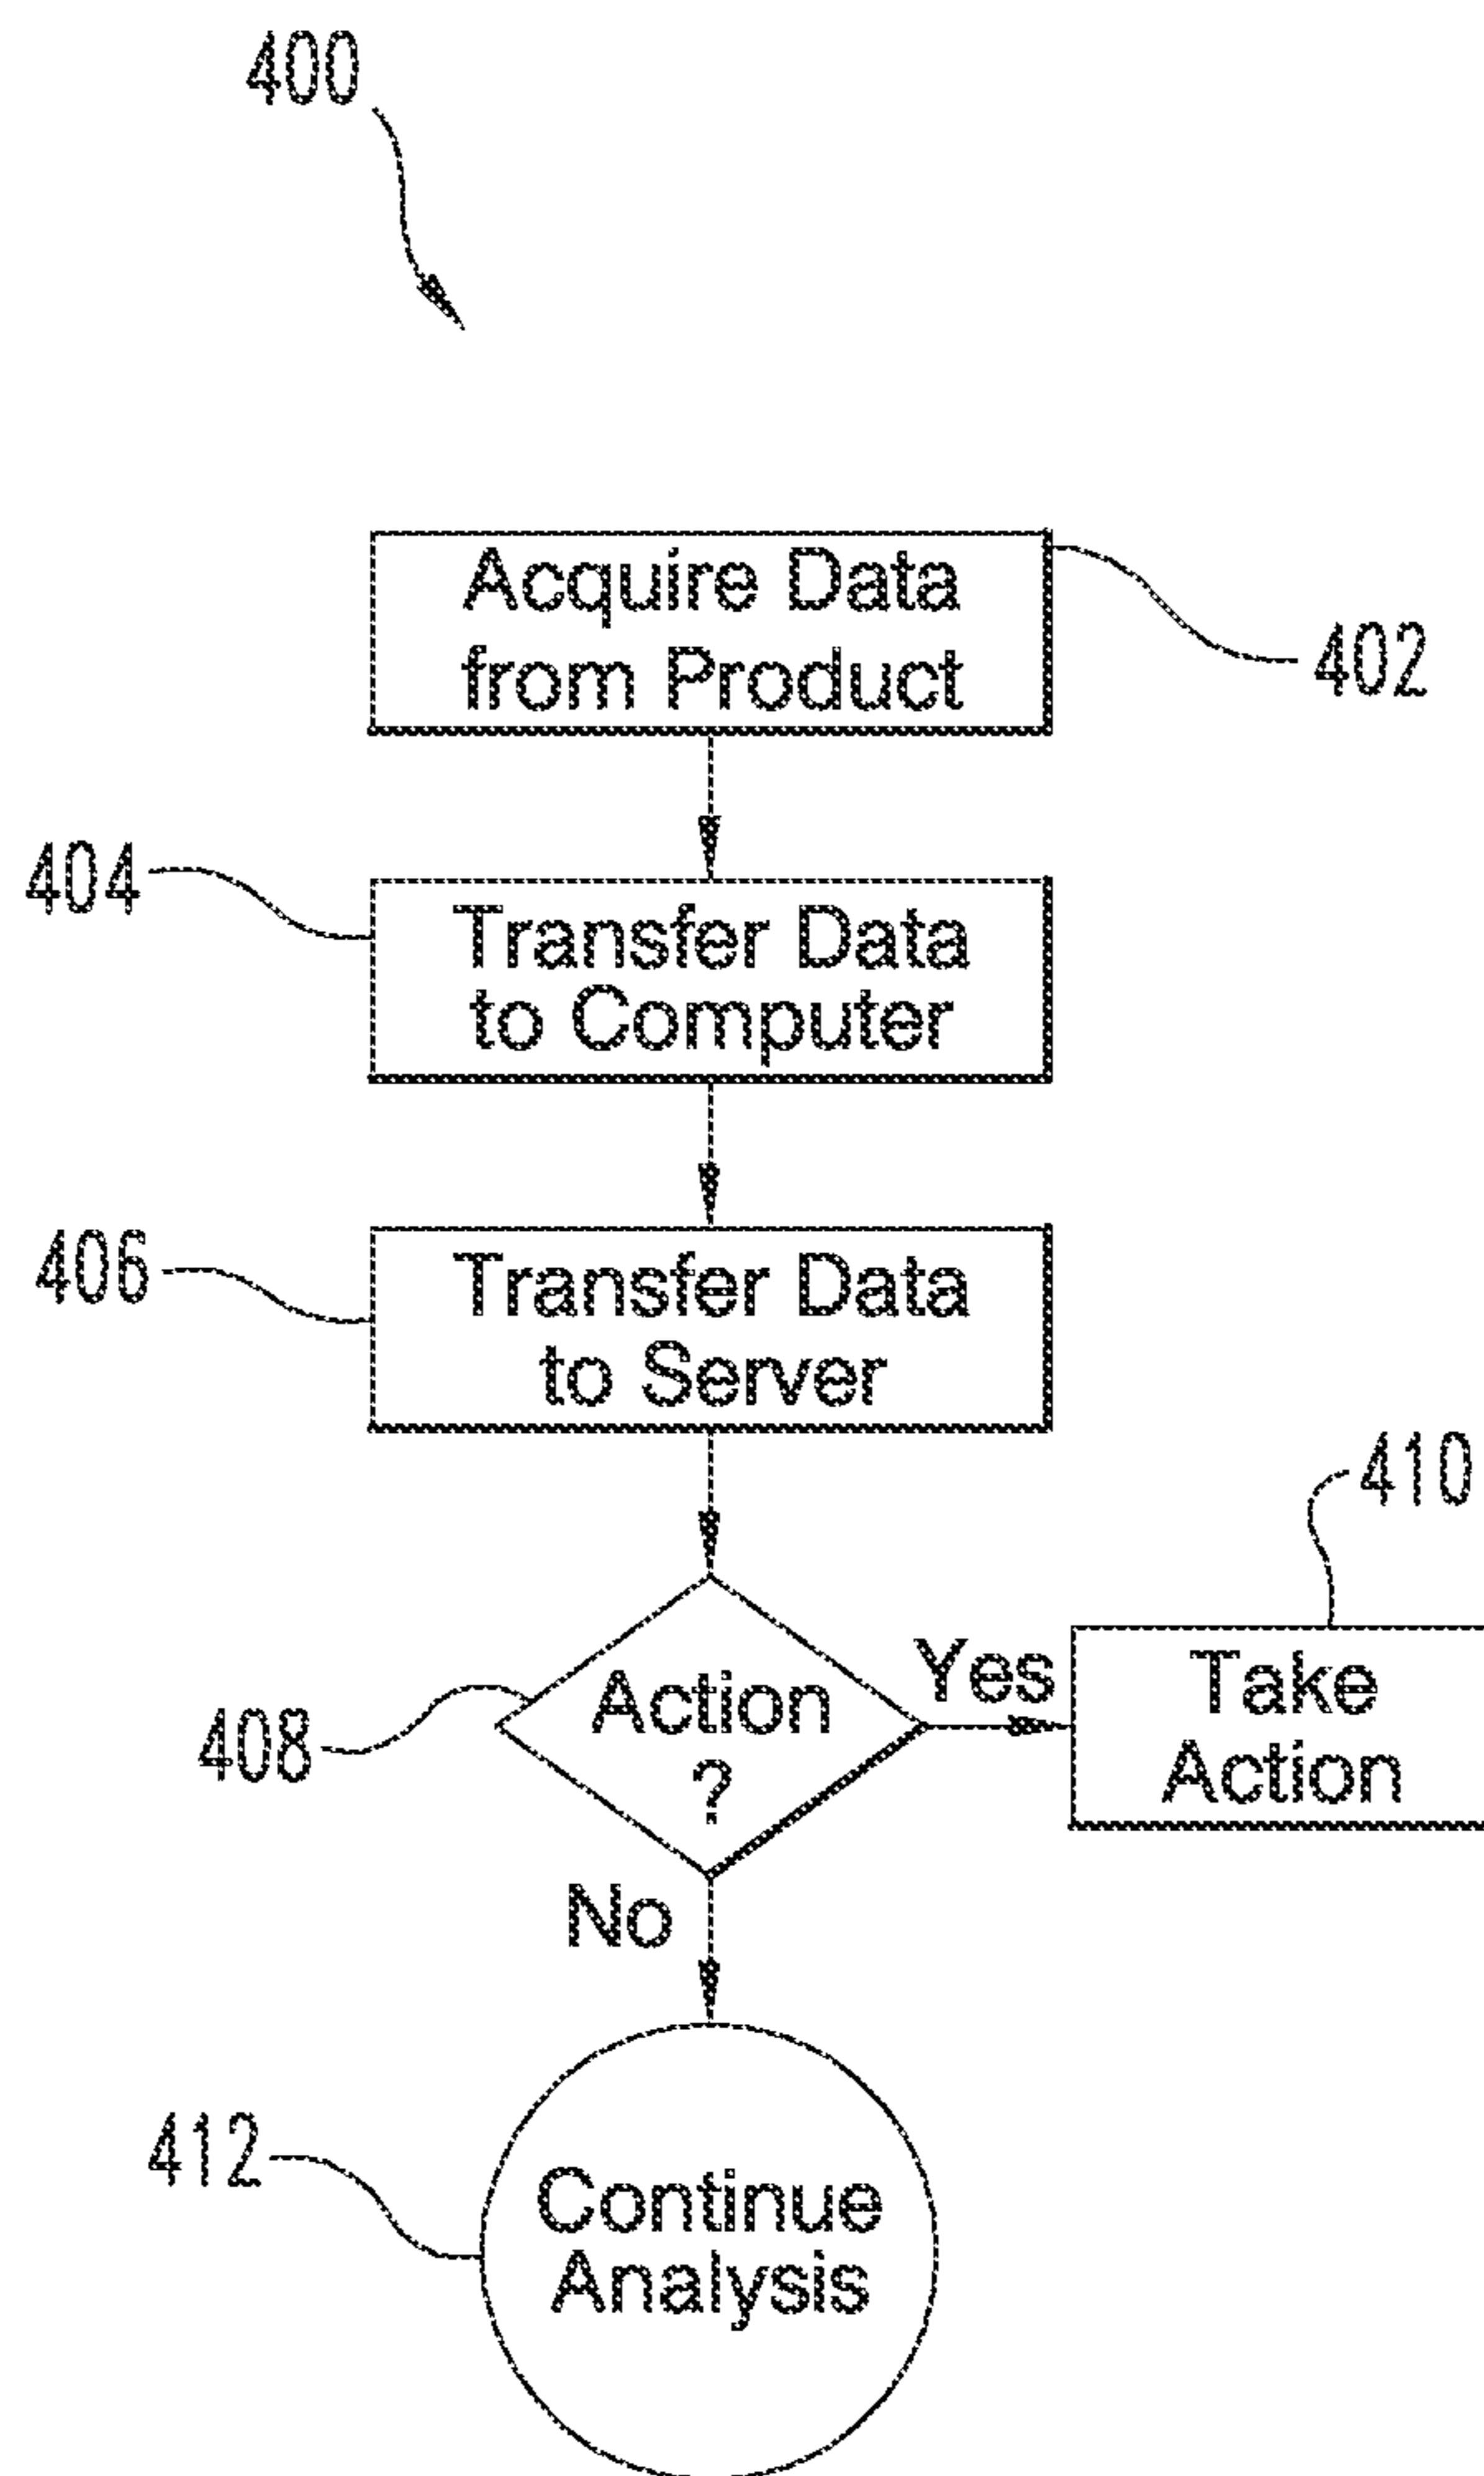 400
Acquire Data
from Product
402
404
Transfer Data
to Computer
406
Transfer Data
to Server
410
408
Action
?
Yes
Take
Action
No
412
Continue
Analysis